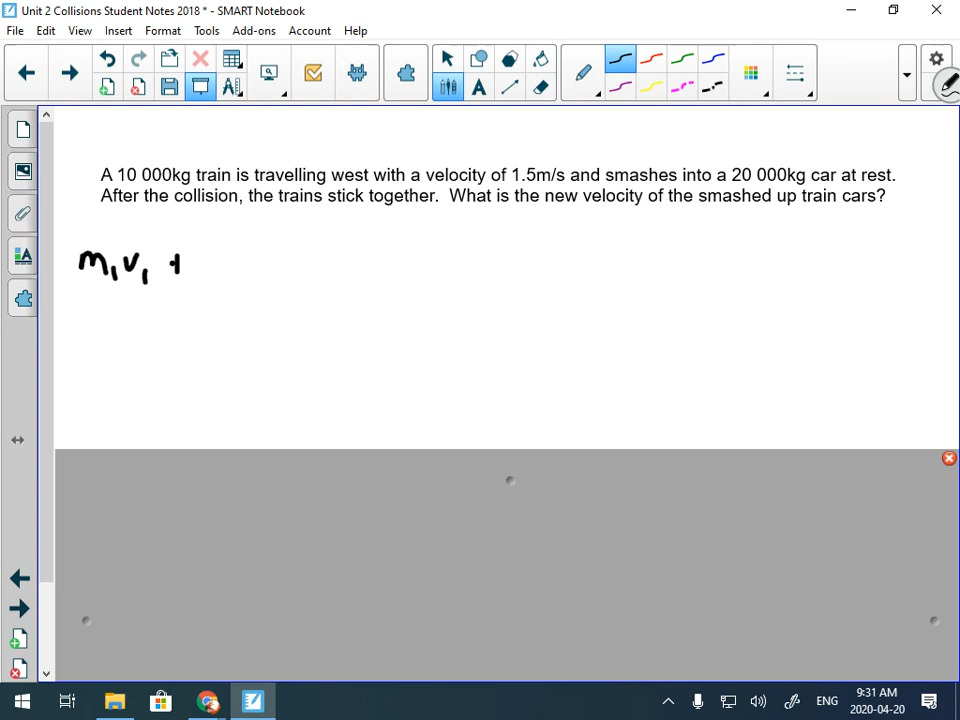 Unit 2 Collisions Student Notes 2018 * - SMART Notebook
File Edit View Insert Format Tools Add-ons Account Help
A 10 000kg train is travelling west with a velocity of 1.5m/s and smashes into a 20 000kg car at rest.
After the collision, the trains stick together.  What is the new velocity of the smashed up train cars?
m₁v₁ +
ENG
9:31 AM
2020-04-20